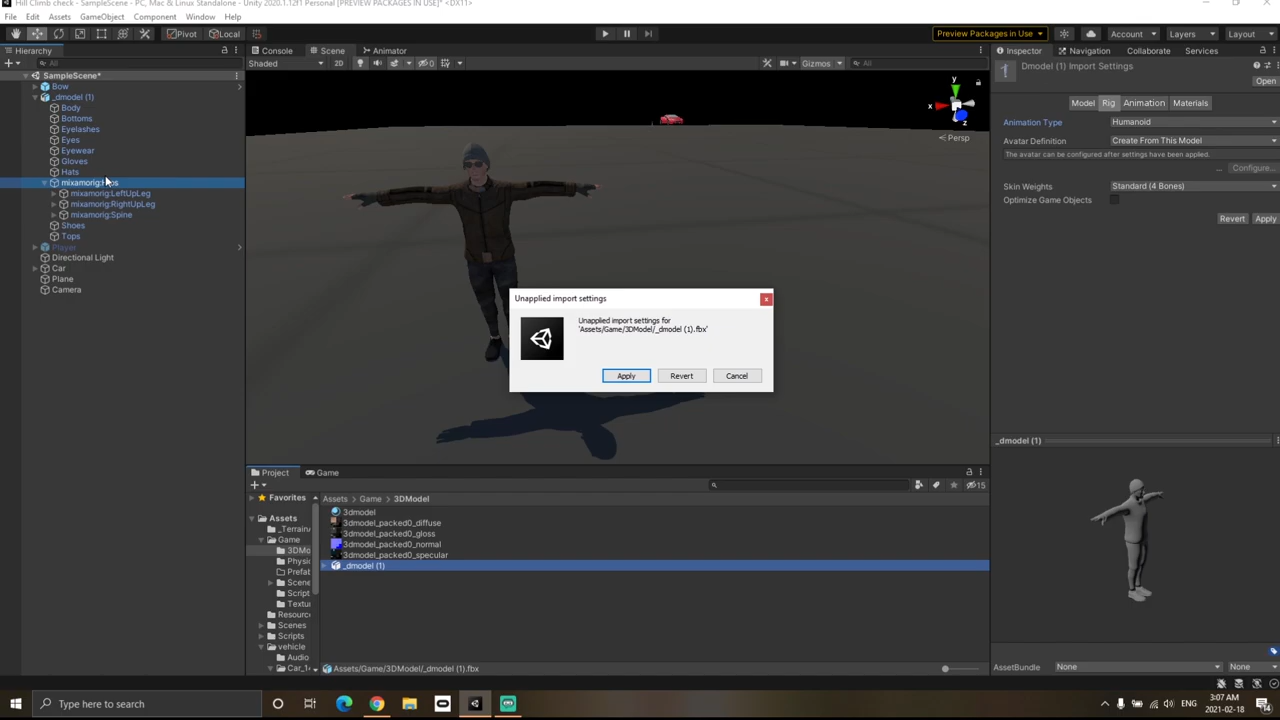 Hill Climb check - SampleScene - PC, Mac & Linux Standalone - Unity 2020.1.12f1 Personal [PREVIEW PACKAGES IN USE]* <DX11>
File Edit Assets GameObject Component Window Help
Pivot Local Preview Packages in Use Account Layers Layout
Hierarchy Console Scene Animator Inspector Navigation Collaborate Services
All Shaded 2D 0 Gizmos All
SampleScene*
Bow
_dmodel (1)
Body
Bottoms
Eyelashes
Eyes
Eyewear
Gloves
Hats
mixamorig:
mixamorig:LeftUpLeg
mixamorig:RightUpLeg
mixamorig:Spine
Shoes
Tops
Player
Directional Light
Car
Plane
Camera
y
x
z
Persp
Dmodel (1) Import Settings
Open
Model Rig Animation Materials
Animation Type Humanoid
Avatar Definition Create From This Model
The avatar can be configured after settings have been applied.
... Configure...
Skin Weights Standard (4 Bones)
Optimize Game Objects
Revert Apply
Unapplied import settings
x
Unapplied import settings for
'Assets/Game/3DModel/_dmodel (1).fbx'
Apply Revert Cancel
_dmodel (1)
Project Game
15
Favorites
Assets
_Terrain
Game
3DMo
Physic
Prefab
Scene
Script
Textu
Resourc
Scenes
Scripts
vehicle
Audio
Car_1
Assets > Game > 3DModel
3dmodel
3dmodel_packed0_diffuse
3dmodel_packed0_gloss
3dmodel_packed0_normal
3dmodel_packed0_specular
_dmodel (1)
Assets/Game/3DModel/_dmodel (1).fbx
AssetBundle None None
Type here to search
ENG
3:07 AM
2021-02-18